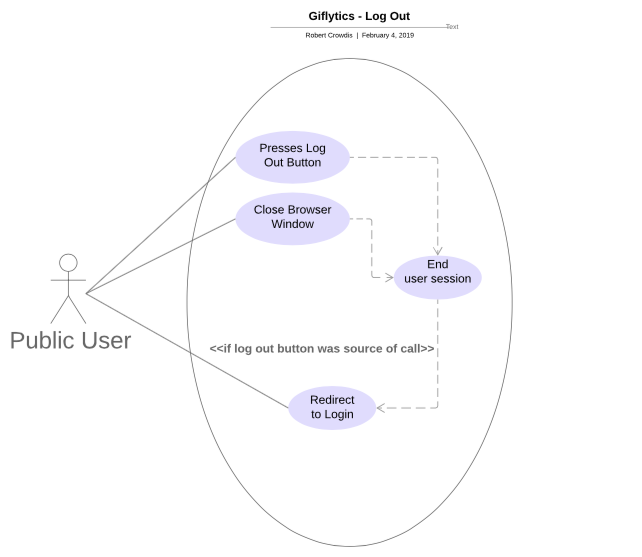 Giflytics - Log Out
Text
Robert Crowdis | February 4, 2019
Presses Log
Out Button
Close Browser
Window
End
user session
Public User
<<if log out button was source of call>>
Redirect
to Login